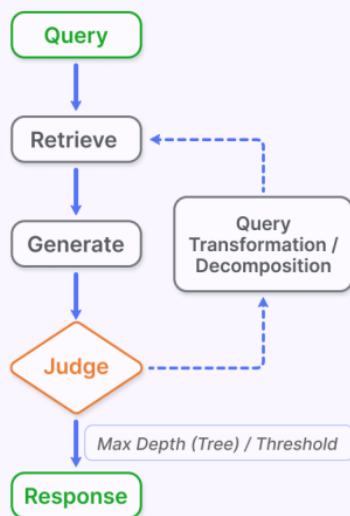 Query
Retrieve
Generate
Query
Transformation /
Decomposition
Judge
Max Depth (Tree) / Threshold
Response